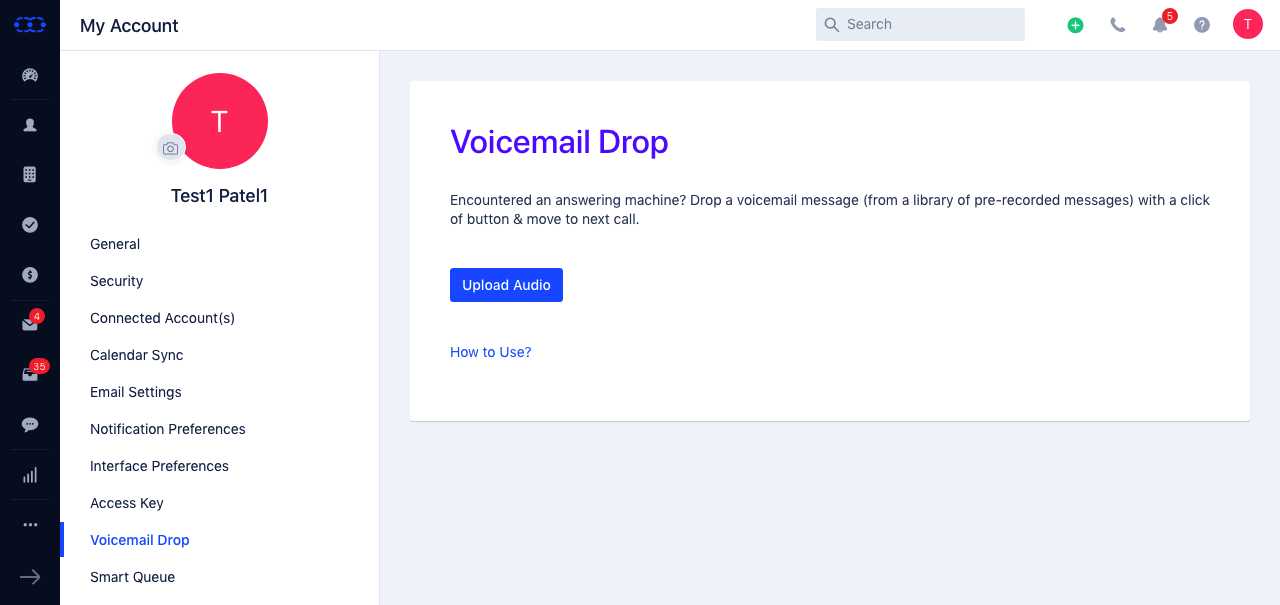 My Account
Search
5
T
T
Test1 Patel1
General
Security
Connected Account(s)
Calendar Sync
Email Settings
Notification Preferences
Interface Preferences
Access Key
Voicemail Drop
Smart Queue
4
35
Voicemail Drop
Encountered an answering machine? Drop a voicemail message (from a library of pre-recorded messages) with a click
of button & move to next call.
Upload Audio
How to Use?